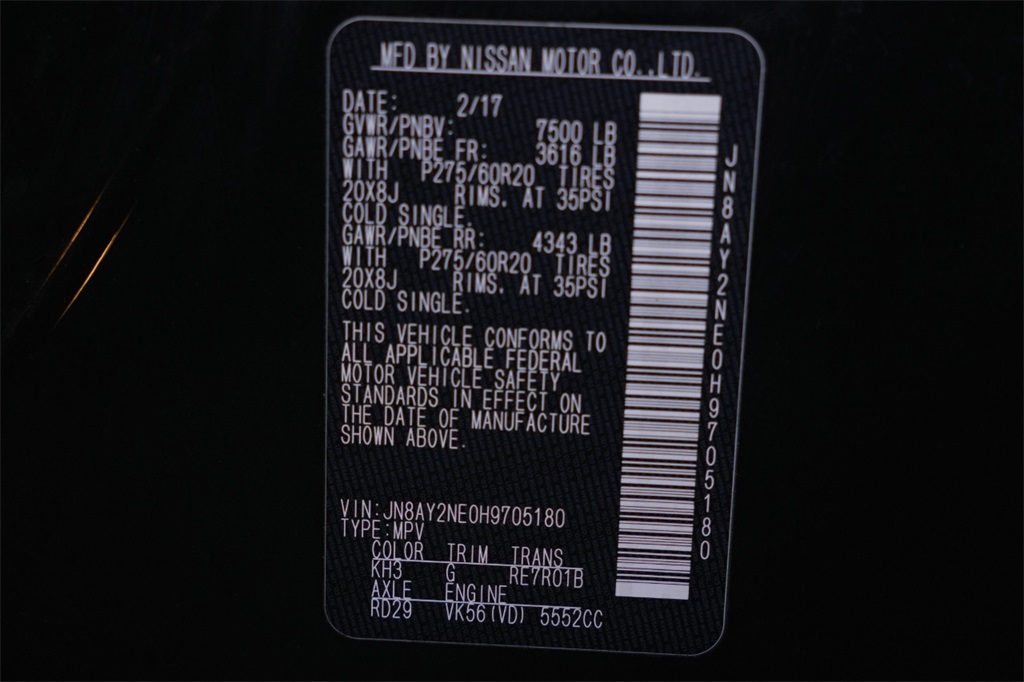 MFD BY NISSAN MOTOR CO.,LTD.
DATE: 2/17
GVWR/PNBV: 7500 LB
GAWR/PNBE FR: 3616 LB
WITH P275/60R20 TIRES
20X8J RIMS. AT 35PSI
COLD SINGLE.
GAWR/PNBE RR: 4343 LB
WITH P275/60R20 TIRES
20X8J RIMS. AT 35PSI
COLD SINGLE.
THIS VEHICLE CONFORMS TO
ALL APPLICABLE FEDERAL
MOTOR VEHICLE SAFETY
STANDARDS IN EFFECT ON
THE DATE OF MANUFACTURE
SHOWN ABOVE.
VIN:JN8AY2NE0H9705180
TYPE:MPV
COLOR TRIM TRANS
KH3 G RE7R01B
AXLE ENGINE
RD29 VK56(VD) 5552CC
JN8AY2NE0H9705180